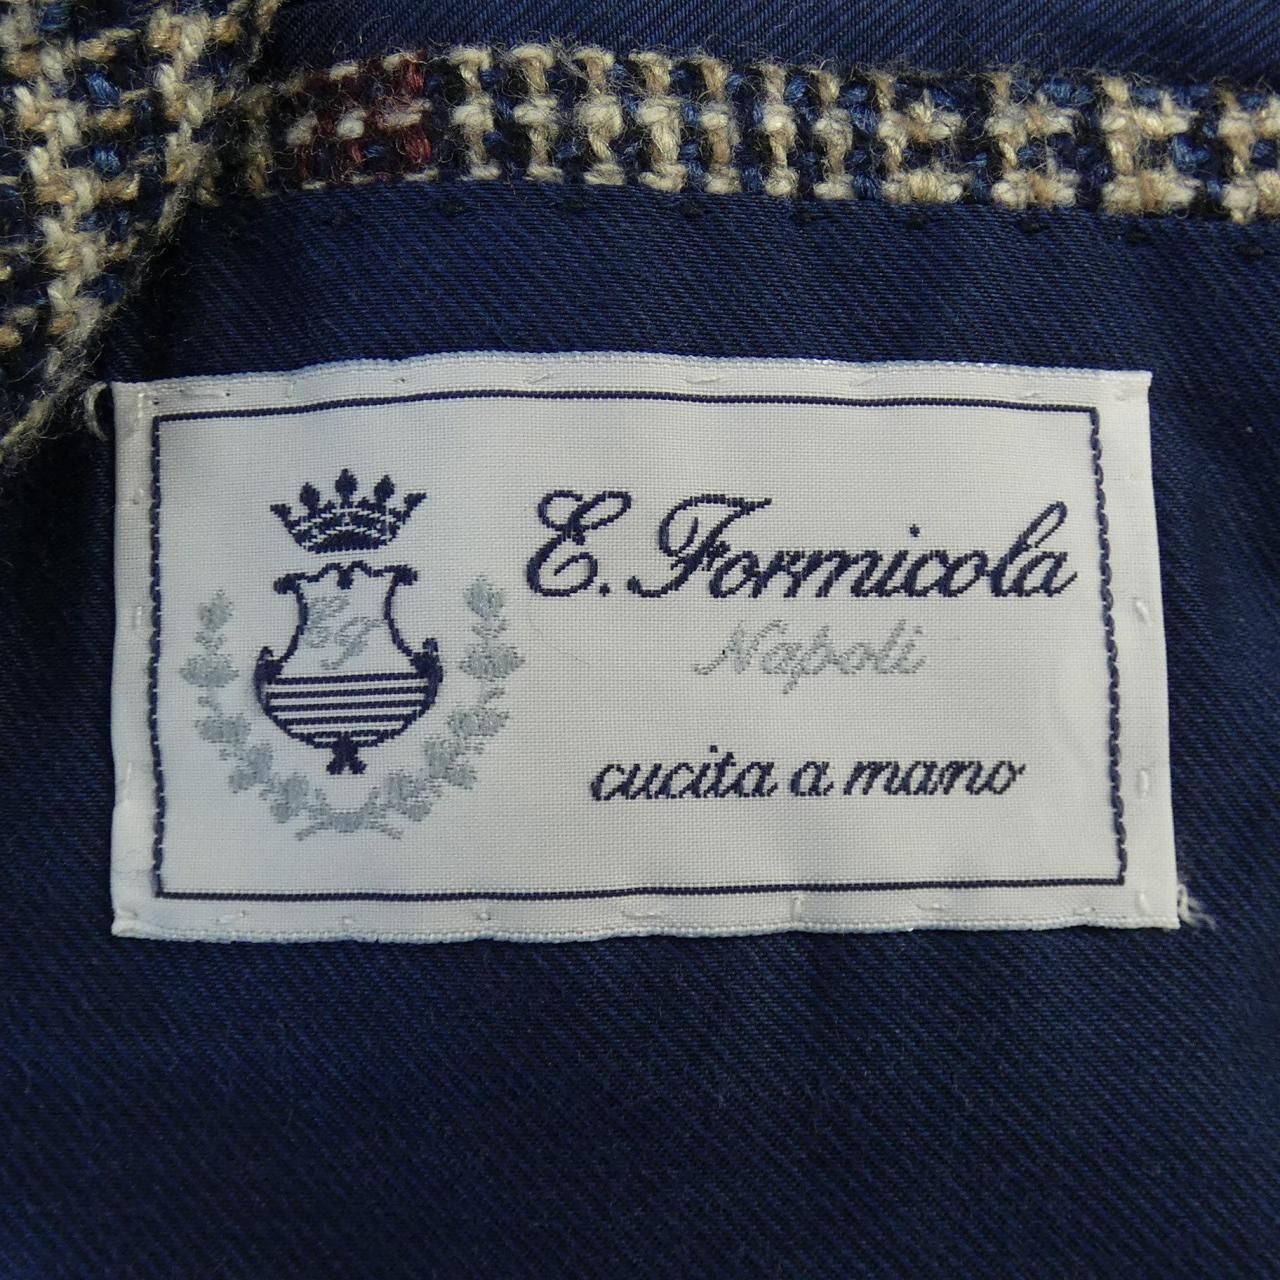 E. Formicola
Napoli
cucita a mano